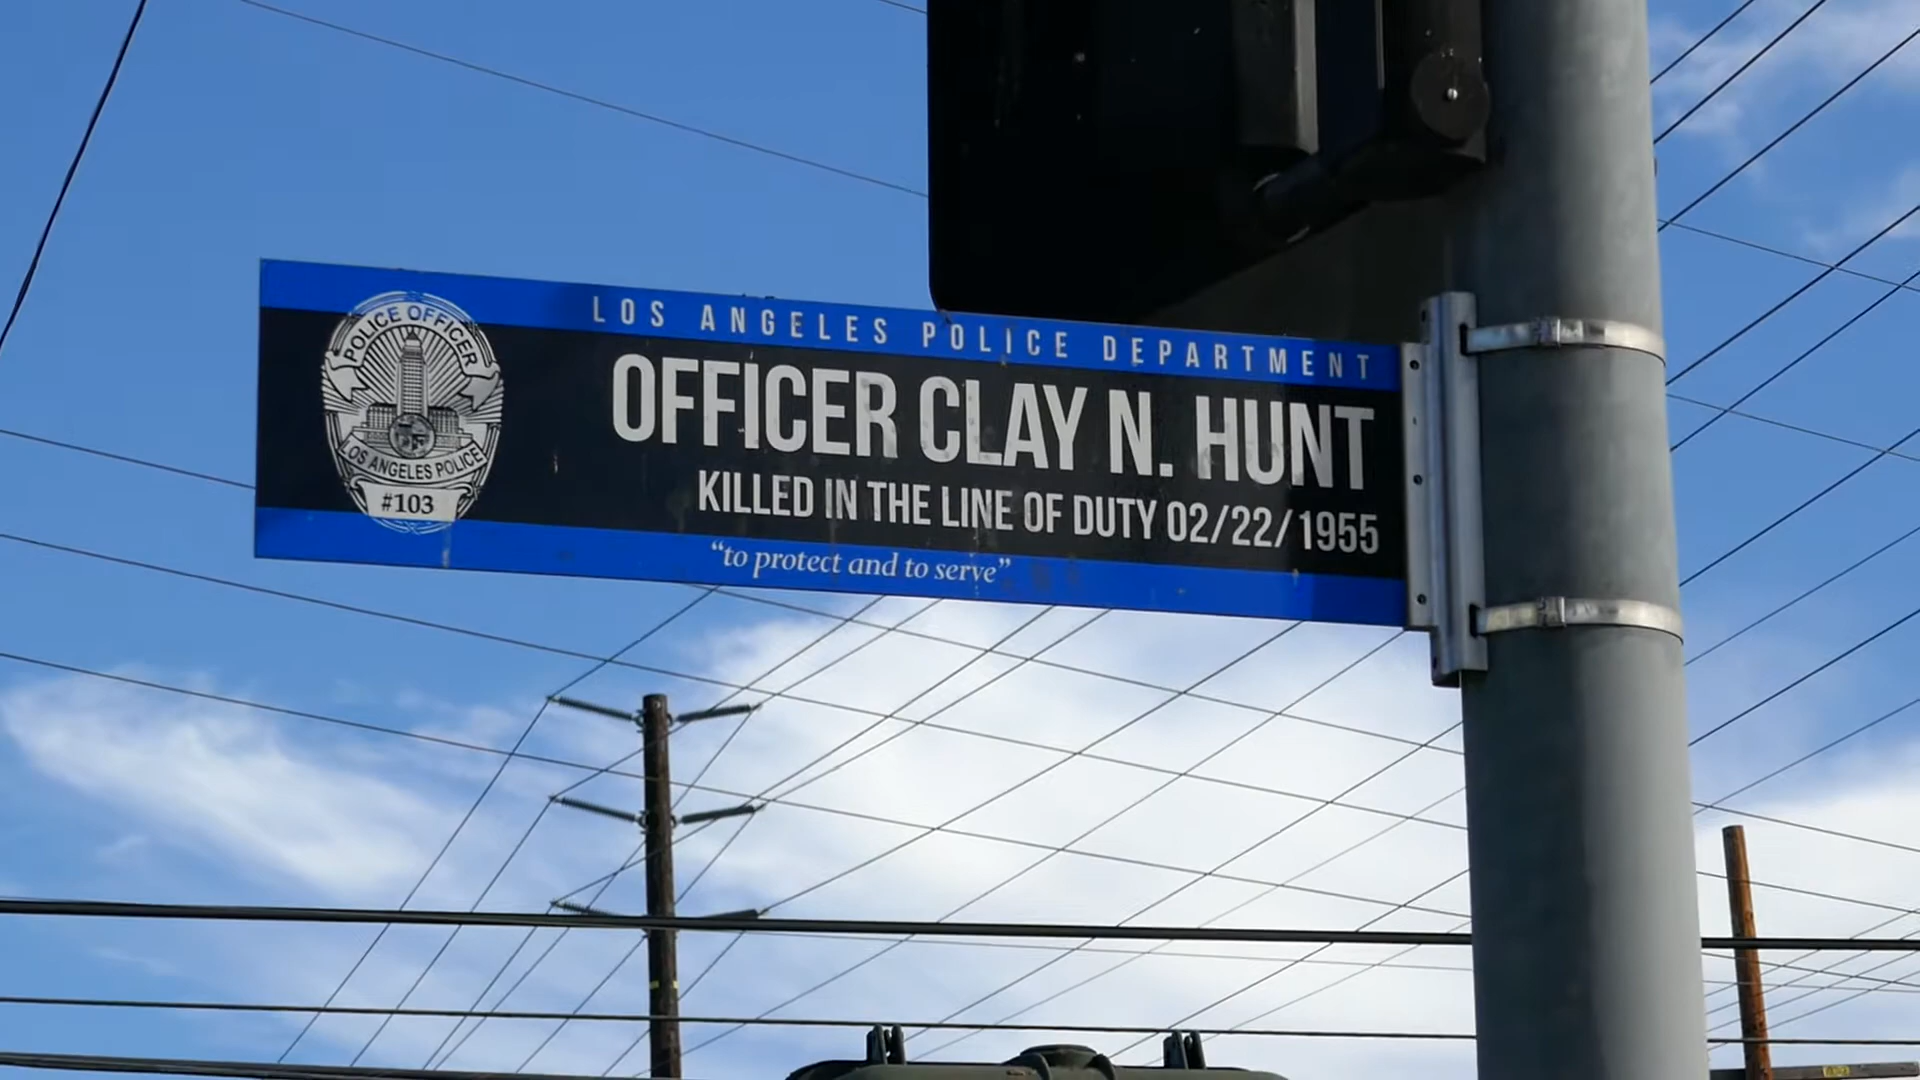 LOS ANGELES POLICE DEPARTMENT
POLICE OFFICER
LOS ANGELES POLICE
#103
OFFICER CLAY N. HUNT
KILLED IN THE LINE OF DUTY 02/22/1955
“to protect and to serve”